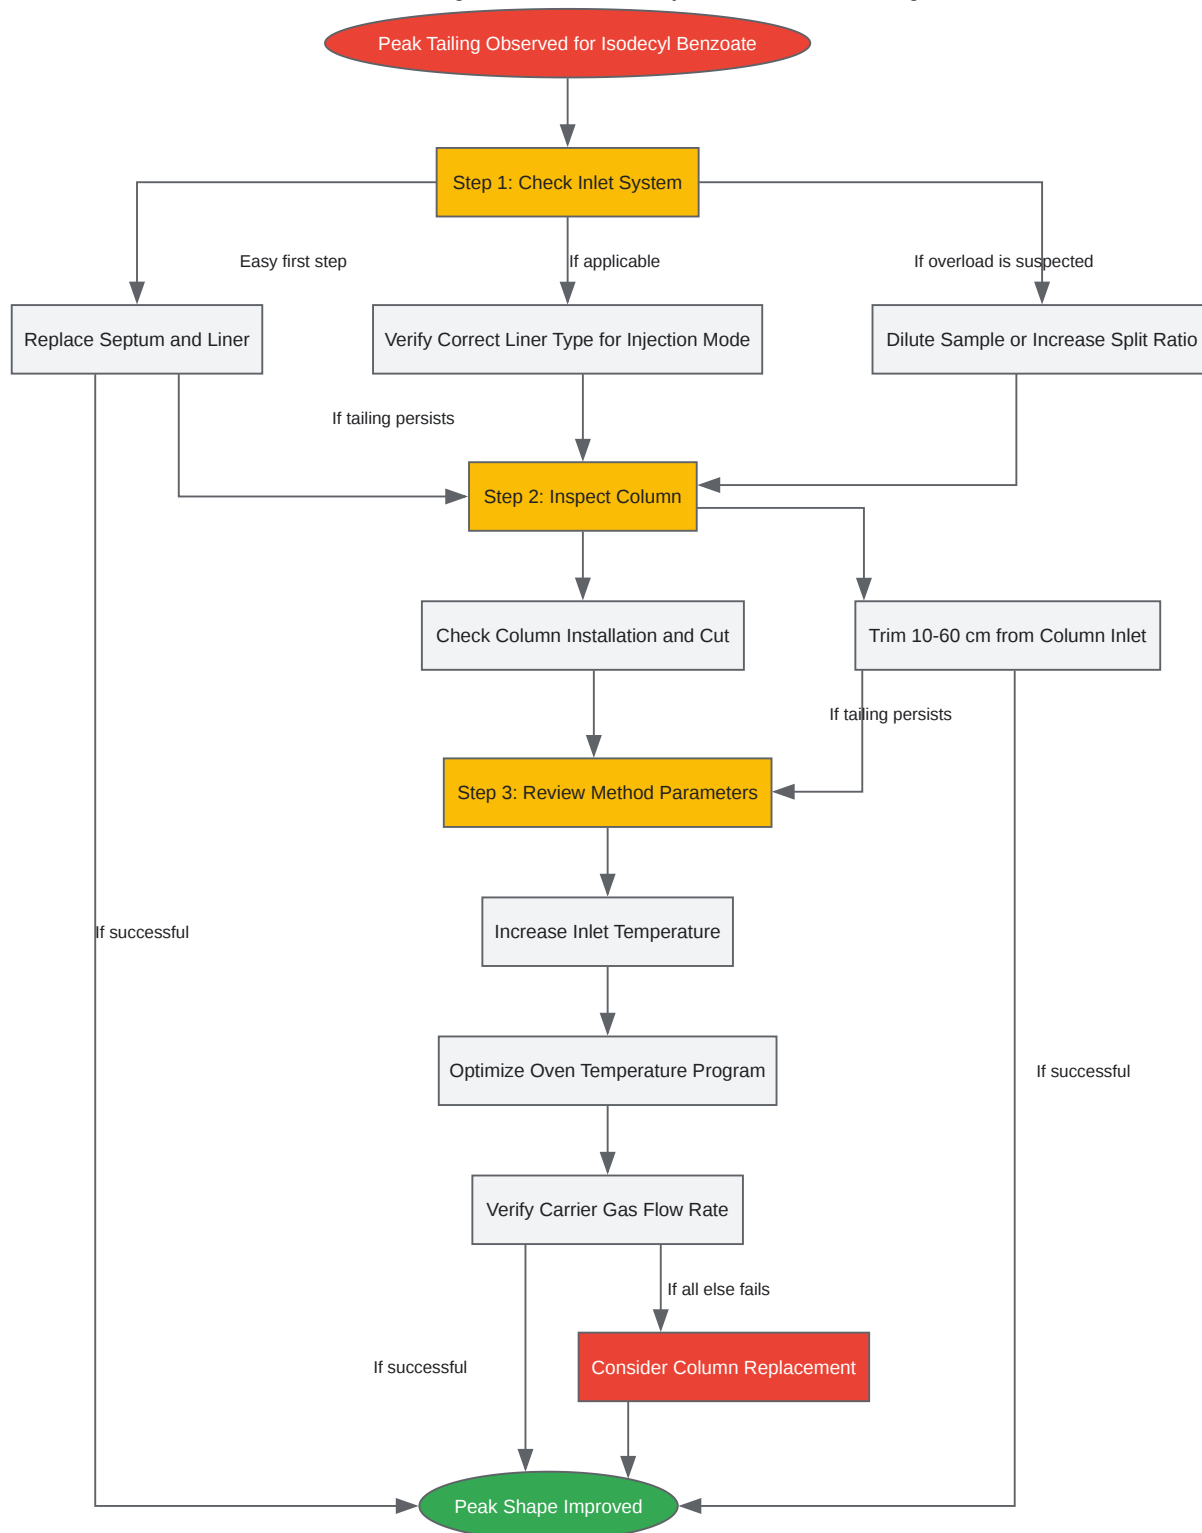 Peak Tailing Observed for Isodecyl Benzoate
Step 1: Check Inlet System
Easy first step
If applicable
If overload is suspected
Replace Septum and Liner
Verify Correct Liner Type for Injection Mode
Dilute Sample or Increase Split Ratio
If tailing persists
Step 2: Inspect Column
Check Column Installation and Cut
Trim 10-60 cm from Column Inlet
If tailing persists
Step 3: Review Method Parameters
Increase Inlet Temperature
If successful
Optimize Oven Temperature Program
If successful
Verify Carrier Gas Flow Rate
If all else fails
If successful
Consider Column Replacement
Peak Shape Improved